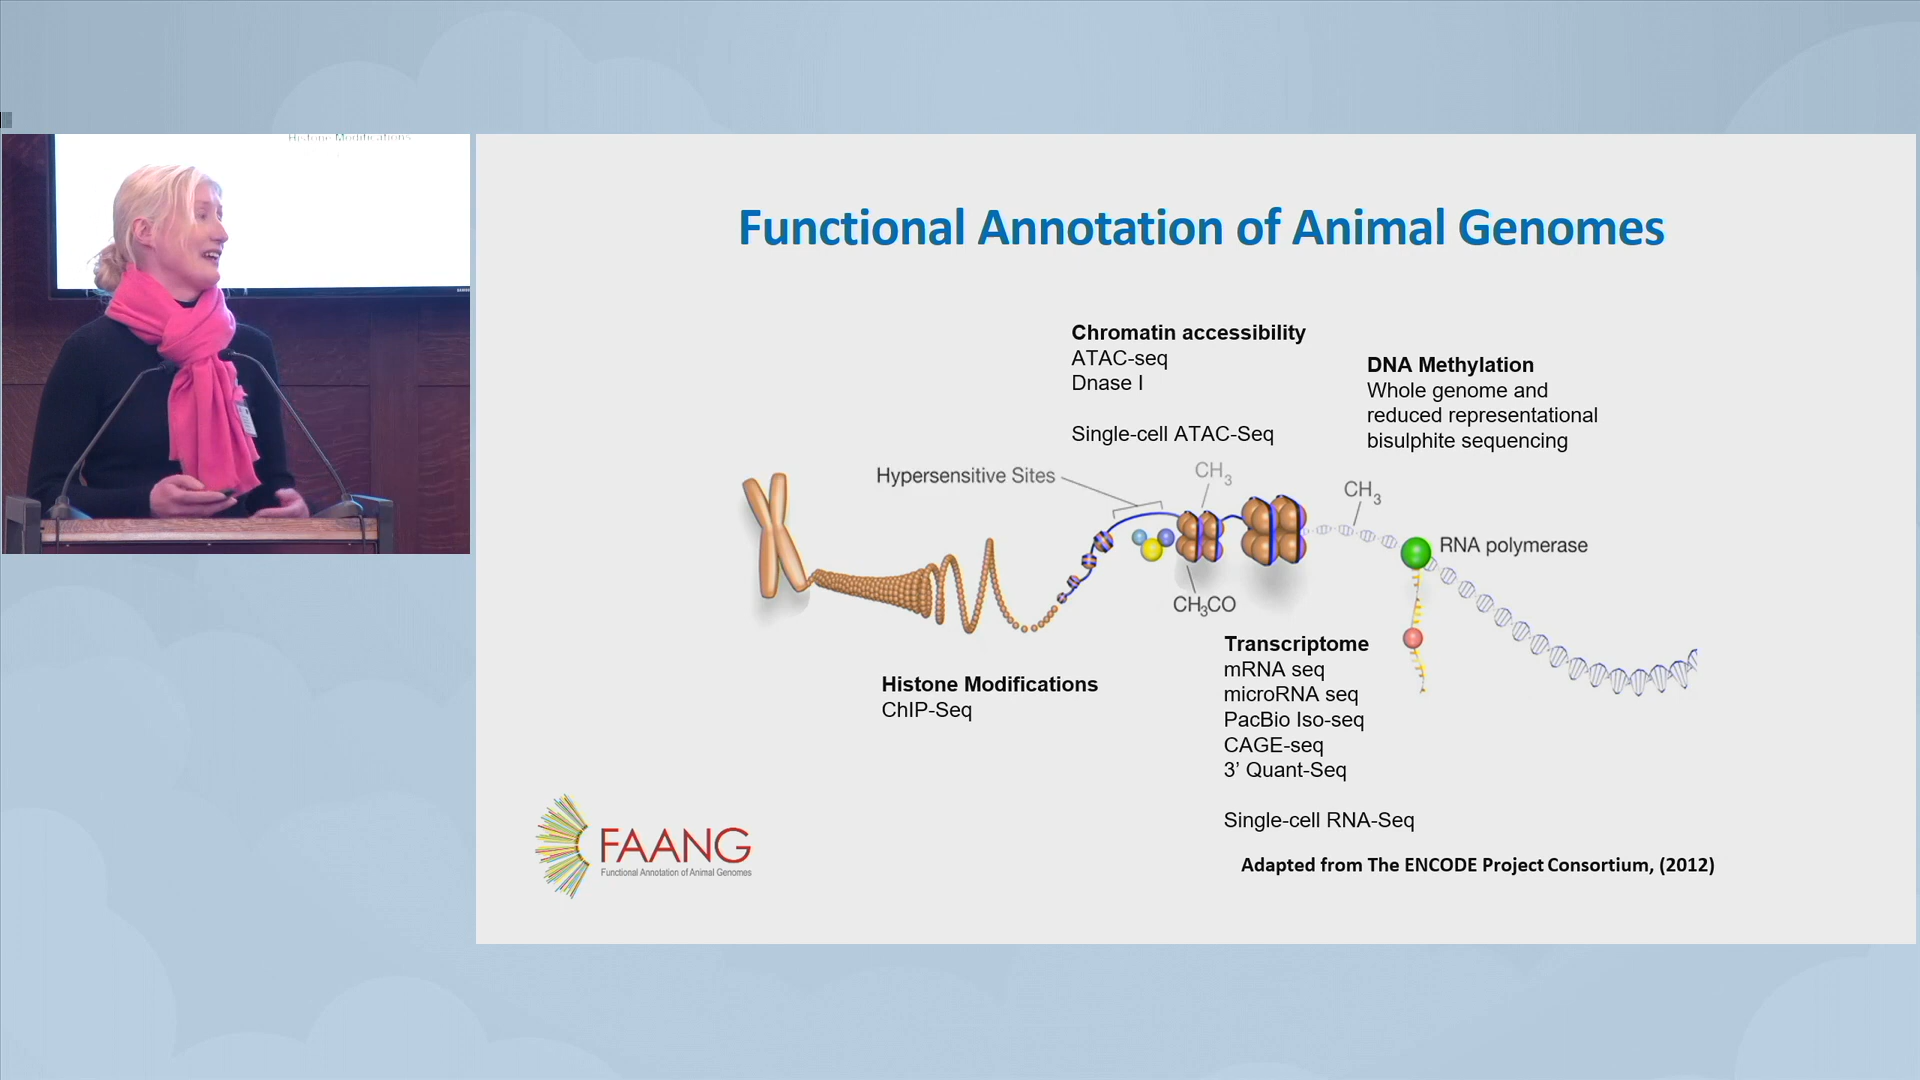 Histone Modifications
Functional Annotation of Animal Genomes
Chromatin accessibility
ATAC-seq
Dnase I
Single-cell ATAC-Seq
DNA Methylation
Whole genome and
reduced representational
bisulphite sequencing
Hypersensitive Sites
CH3
CH3
RNA polymerase
CH3CO
Histone Modifications
ChIP-Seq
Transcriptome
mRNA seq
microRNA seq
PacBio Iso-seq
CAGE-seq
3’ Quant-Seq
Single-cell RNA-Seq
FAANG
Functional Annotation of Animal Genomes
Adapted from The ENCODE Project Consortium, (2012)